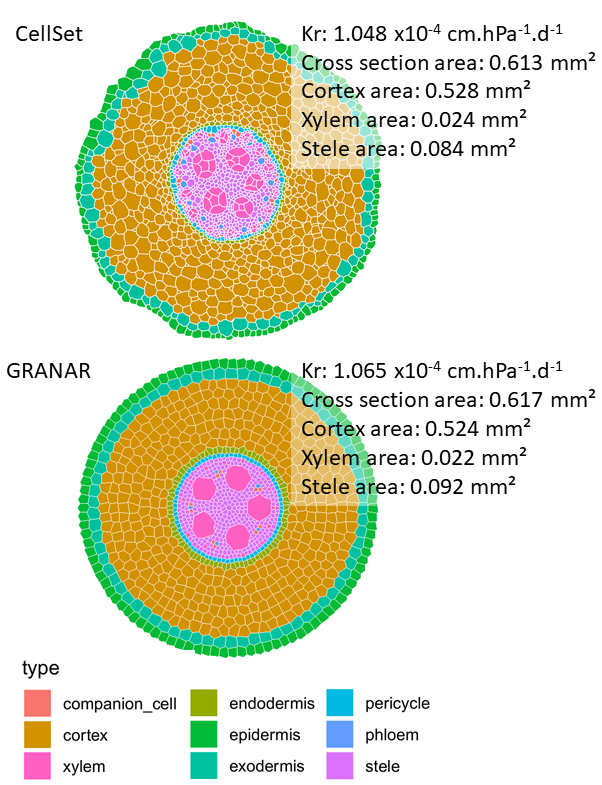 CellSet
Kr: 1.048 x10⁻⁴ cm.hPa⁻¹.d⁻¹
Cross section area: 0.613 mm²
Cortex area: 0.528 mm²
Xylem area: 0.024 mm²
Stele area: 0.084 mm²
GRANAR
Kr: 1.065 x10⁻⁴ cm.hPa⁻¹.d⁻¹
Cross section area: 0.617 mm²
Cortex area: 0.524 mm²
Xylem area: 0.022 mm²
Stele area: 0.092 mm²
type
companion_cell endodermis pericycle
cortex epidermis phloem
xylem exodermis stele